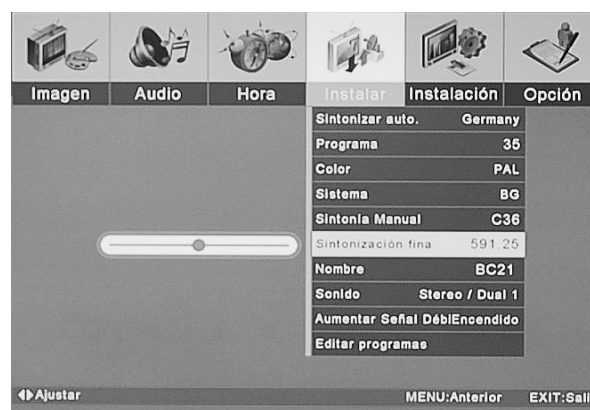 Imagen Audio Hora Instalar Instalación Opción
Sintonizar auto. Germany
Programa 35
Color PAL
Sistema BG
Sintonía Manual C36
Sintonización fina 591.25
Nombre BC21
Sonido Stereo / Dual 1
Aumentar Señal DébiEncendido
Editar programas
Ajustar MENU:Anterior EXIT:Sali